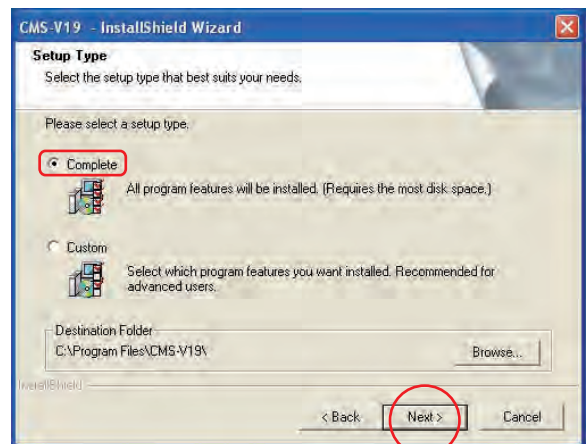 CMS-V19 - InstallShield Wizard
Setup Type
Select the setup type that best suits your needs.
Please select a setup type.
Complete
All program features will be installed. (Requires the most disk space.)
Custom
Select which program features you want installed. Recommended for
advanced users.
Destination Folder
C:\Program Files\CMS-V19\
Browse...
InstallShield
< Back
Next >
Cancel